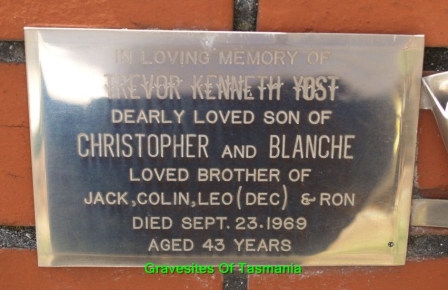 IN LOVING MEMORY OF
TREVOR KENNETH YOST
DEARLY LOVED SON OF
CHRISTOPHER AND BLANCHE
LOVED BROTHER OF
JACK,COLIN,LEO(DEC) & RON
DIED SEPT. 23.1969
AGED 43 YEARS
©
Gravesites Of Tasmania